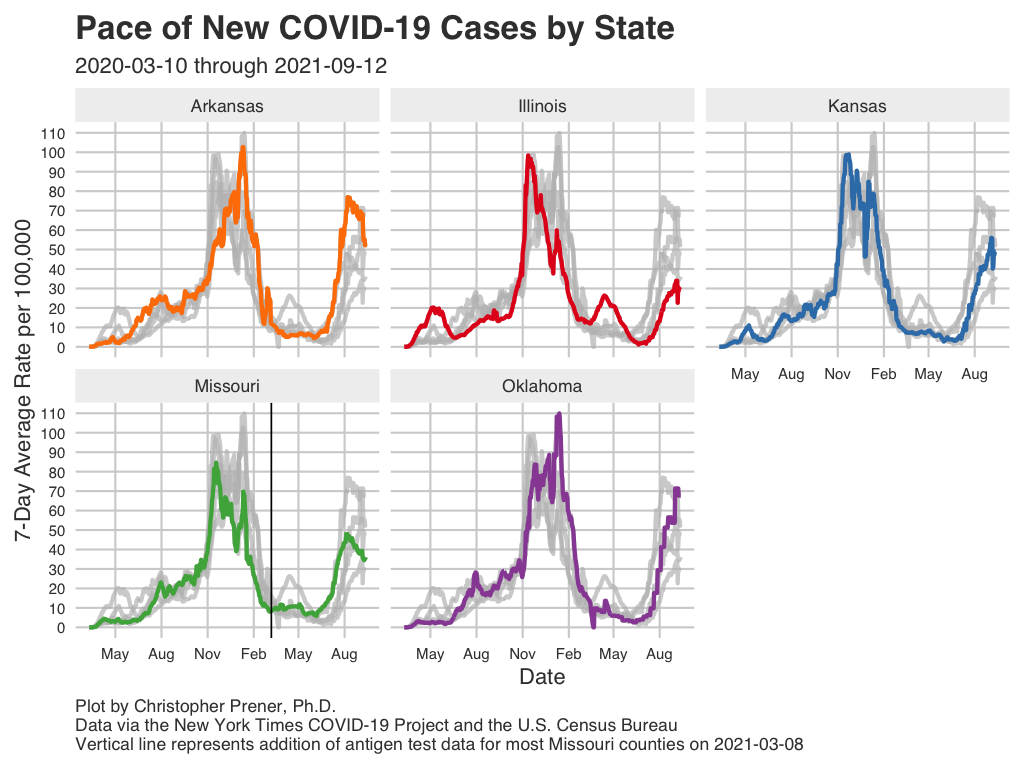 Pace of New COVID-19 Cases by State
2020-03-10 through 2021-09-12
Arkansas
Illinois
Kansas
7-Day Average Rate per 100,000
110
100
90
80
70
60
50
40
30
20
10
0
May Aug Nov Feb May Aug
Missouri
Oklahoma
110
100
90
80
70
60
50
40
30
20
10
0
May Aug Nov Feb May Aug
May Aug Nov Feb May Aug
Date
Plot by Christopher Prener, Ph.D.
Data via the New York Times COVID-19 Project and the U.S. Census Bureau
Vertical line represents addition of antigen test data for most Missouri counties on 2021-03-08